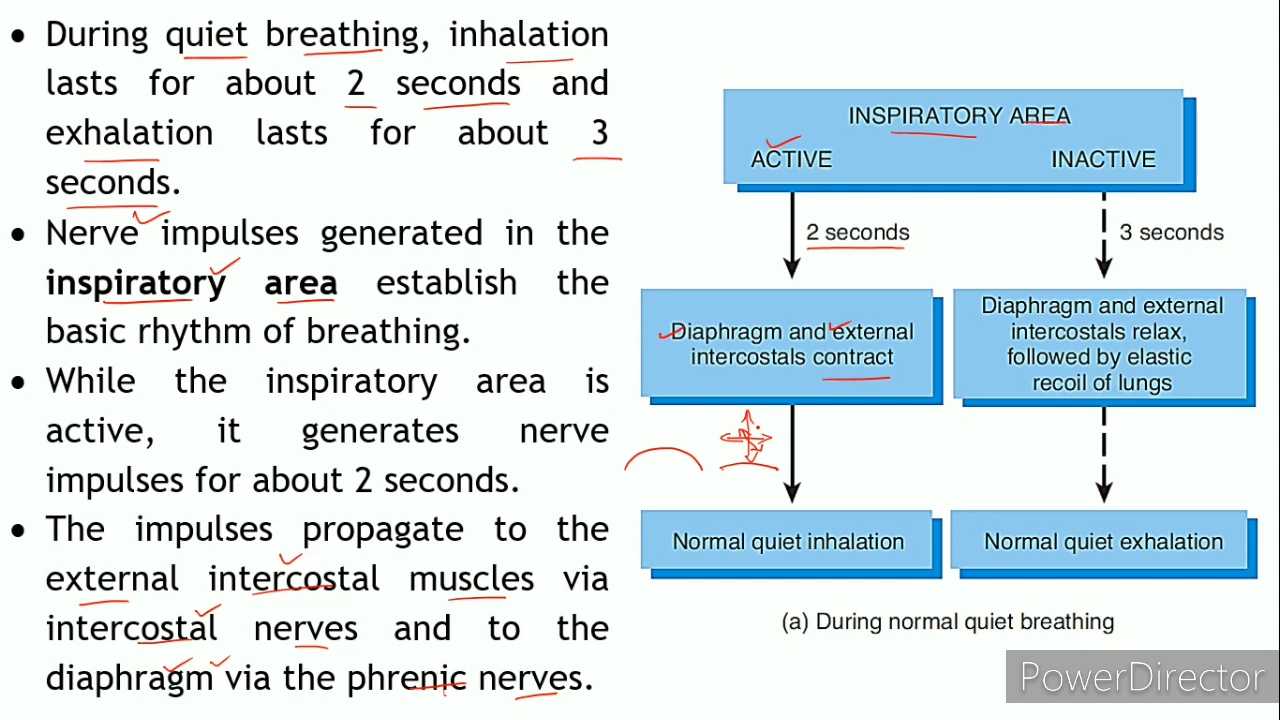 • During quiet breathing, inhalation
lasts for about 2 seconds and
exhalation lasts for about 3
seconds.
• Nerve impulses generated in the
inspiratory area establish the
basic rhythm of breathing.
• While the inspiratory area is
active, it generates nerve
impulses for about 2 seconds.
• The impulses propagate to the
external intercostal muscles via
intercostal nerves and to the
diaphragm via the phrenic nerves.
INSPIRATORY AREA
ACTIVE INACTIVE
2 seconds 3 seconds
Diaphragm and external
intercostals contract
Diaphragm and external
intercostals relax,
followed by elastic
recoil of lungs
Normal quiet inhalation
Normal quiet exhalation
(a) During normal quiet breathing
PowerDirector